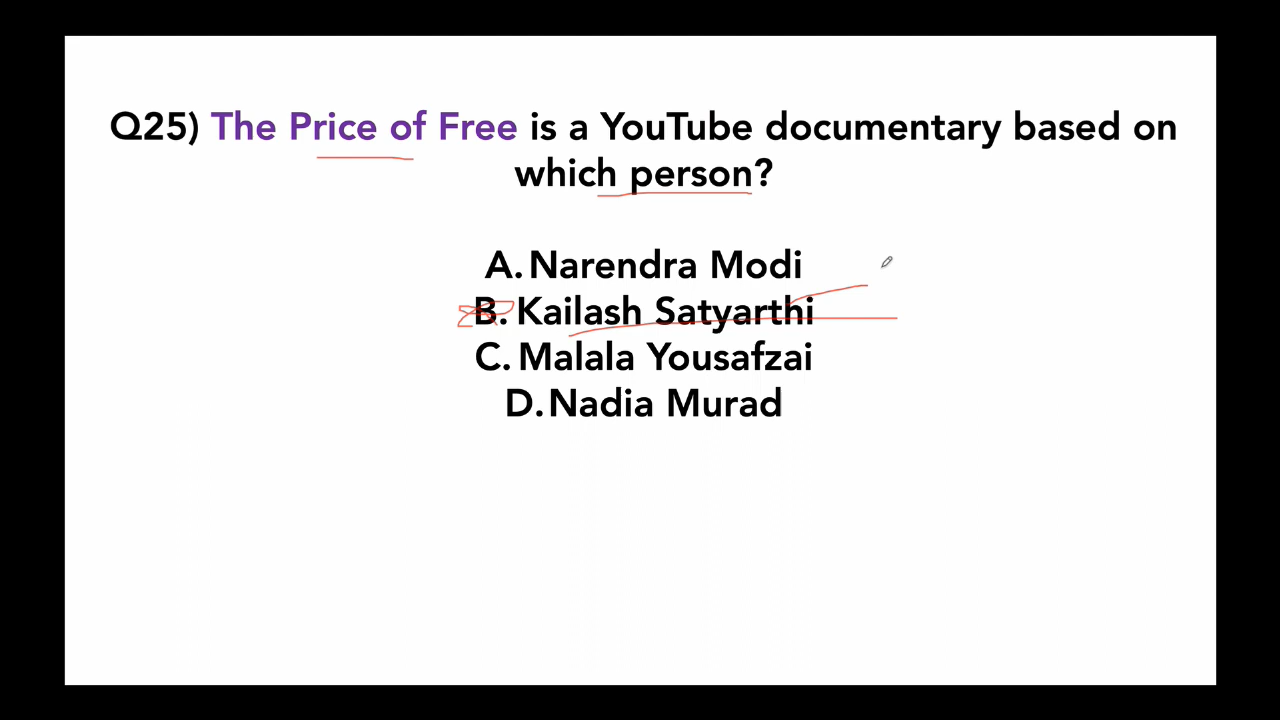 Q25) The Price of Free is a YouTube documentary based on
which person?
A. Narendra Modi
B. Kailash Satyarthi
C. Malala Yousafzai
D. Nadia Murad